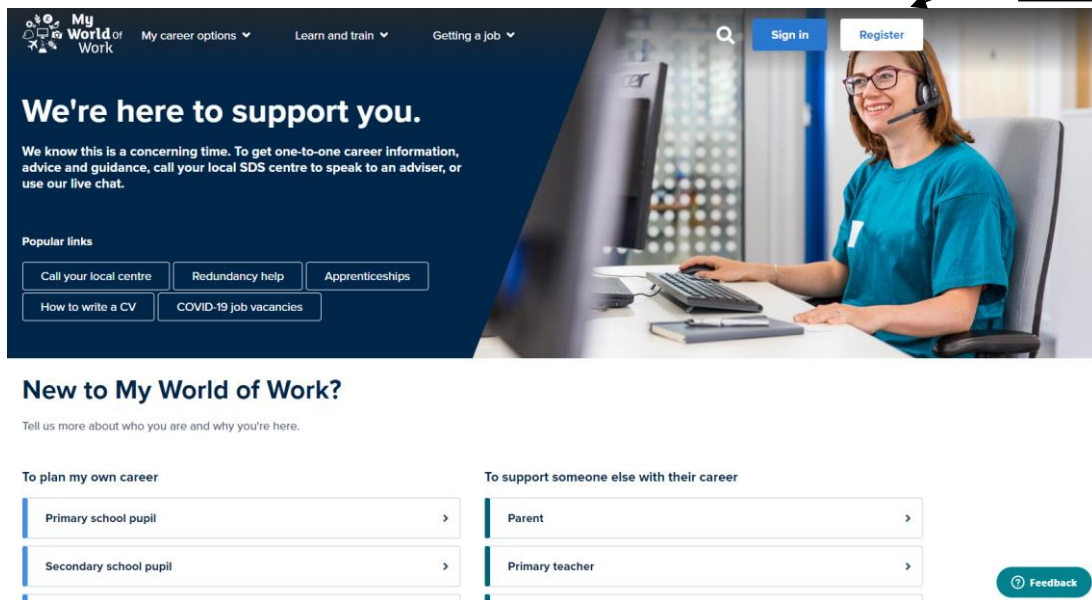 My
World of
Work
My career options
Learn and train
Getting a job
Sign in
Register
acer
We're here to support you.
We know this is a concerning time. To get one-to-one career information,
advice and guidance, call your local SDS centre to speak to an adviser, or
use our live chat.
Popular links
Call your local centre
Redundancy help
Apprenticeships
How to write a CV
COVID-19 job vacancies
New to My World of Work?
Tell us more about who you are and why you're here.
To plan my own career
To support someone else with their career
Primary school pupil
Parent
Secondary school pupil
Primary teacher
Feedback